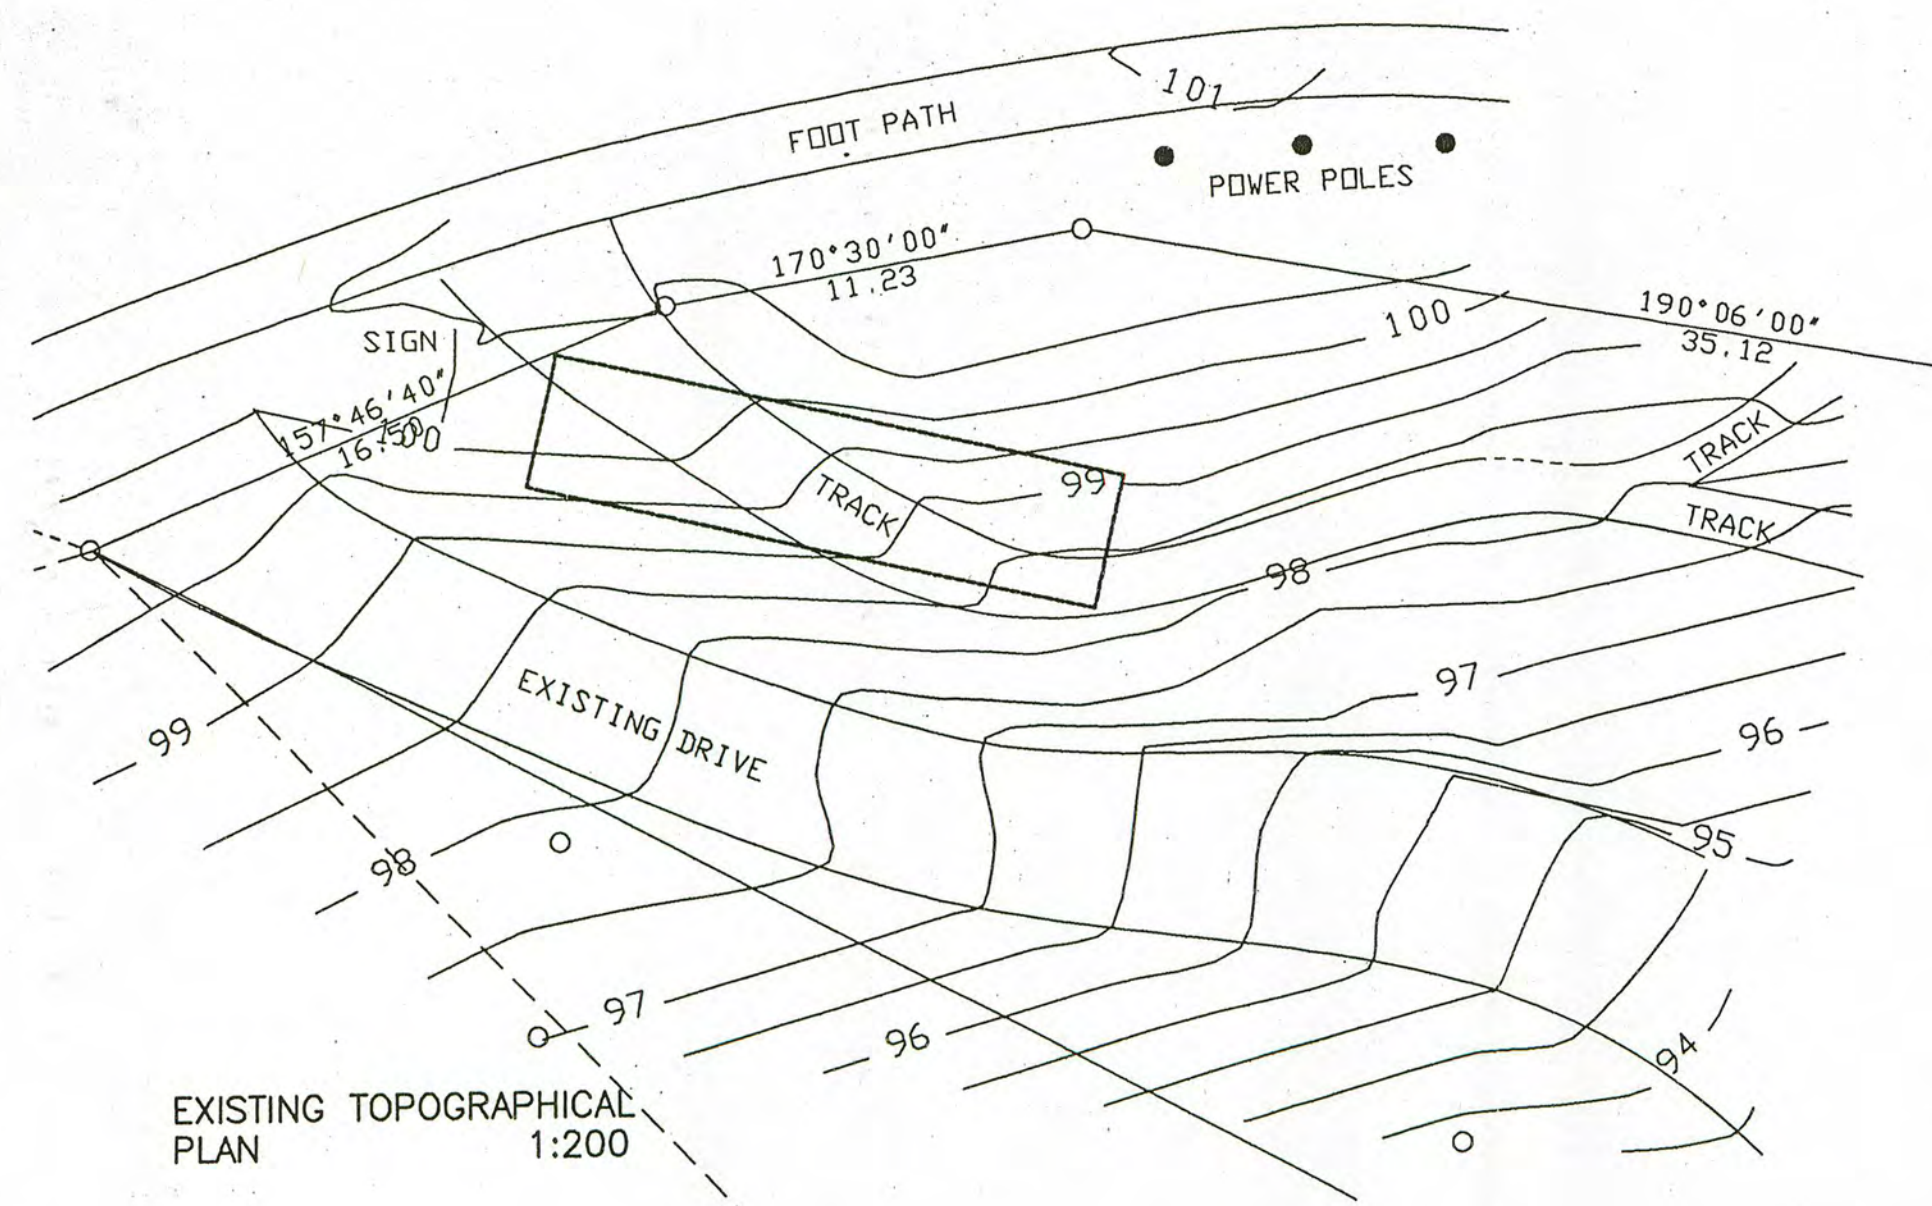 101
FOOT PATH
POWER POLES
170°30'00"
11.23
100
190°06'00"
35.12
SIGN
157°46'40"
16.50
TRACK
99
TRACK
TRACK
98
97
EXISTING DRIVE
99
96
95
98
97
96
94
EXISTING TOPOGRAPHICAL
PLAN 1:200